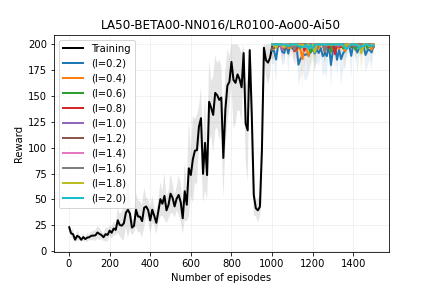 LA50-BETA00-NN016/LR0100-Ao00-Ai50
Training
(l=0.2)
(l=0.4)
(l=0.6)
(l=0.8)
(l=1.0)
(l=1.2)
(l=1.4)
(l=1.6)
(l=1.8)
(l=2.0)
Reward
200
175
150
125
100
75
50
25
0
0 200 400 600 800 1000 1200 1400
Number of episodes